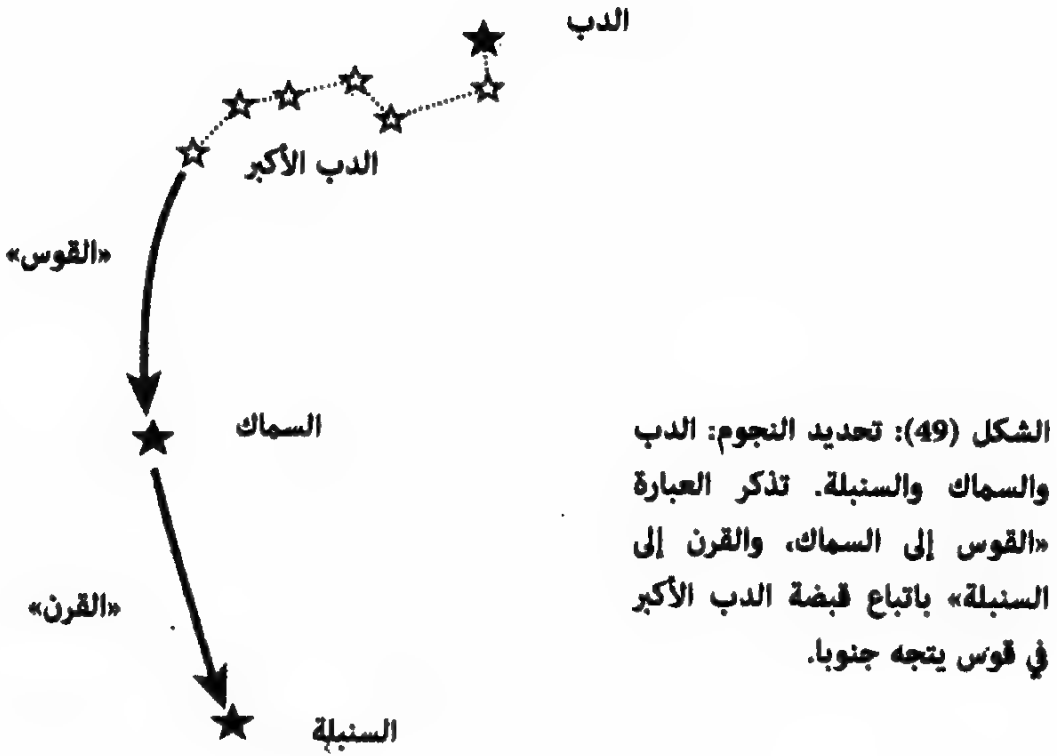 الدب
الدب الأكبر
«القوس»
السماك
«القرن»
السنبلة
الشكل (49): تحديد النجوم: الدب
والسماك والسنبلة. تذكر العبارة
«القوس إلى السماك، والقرن إلى
السنبلة» باتباع قبضة الدب الأكبر
في قوس يتجه جنوبا.